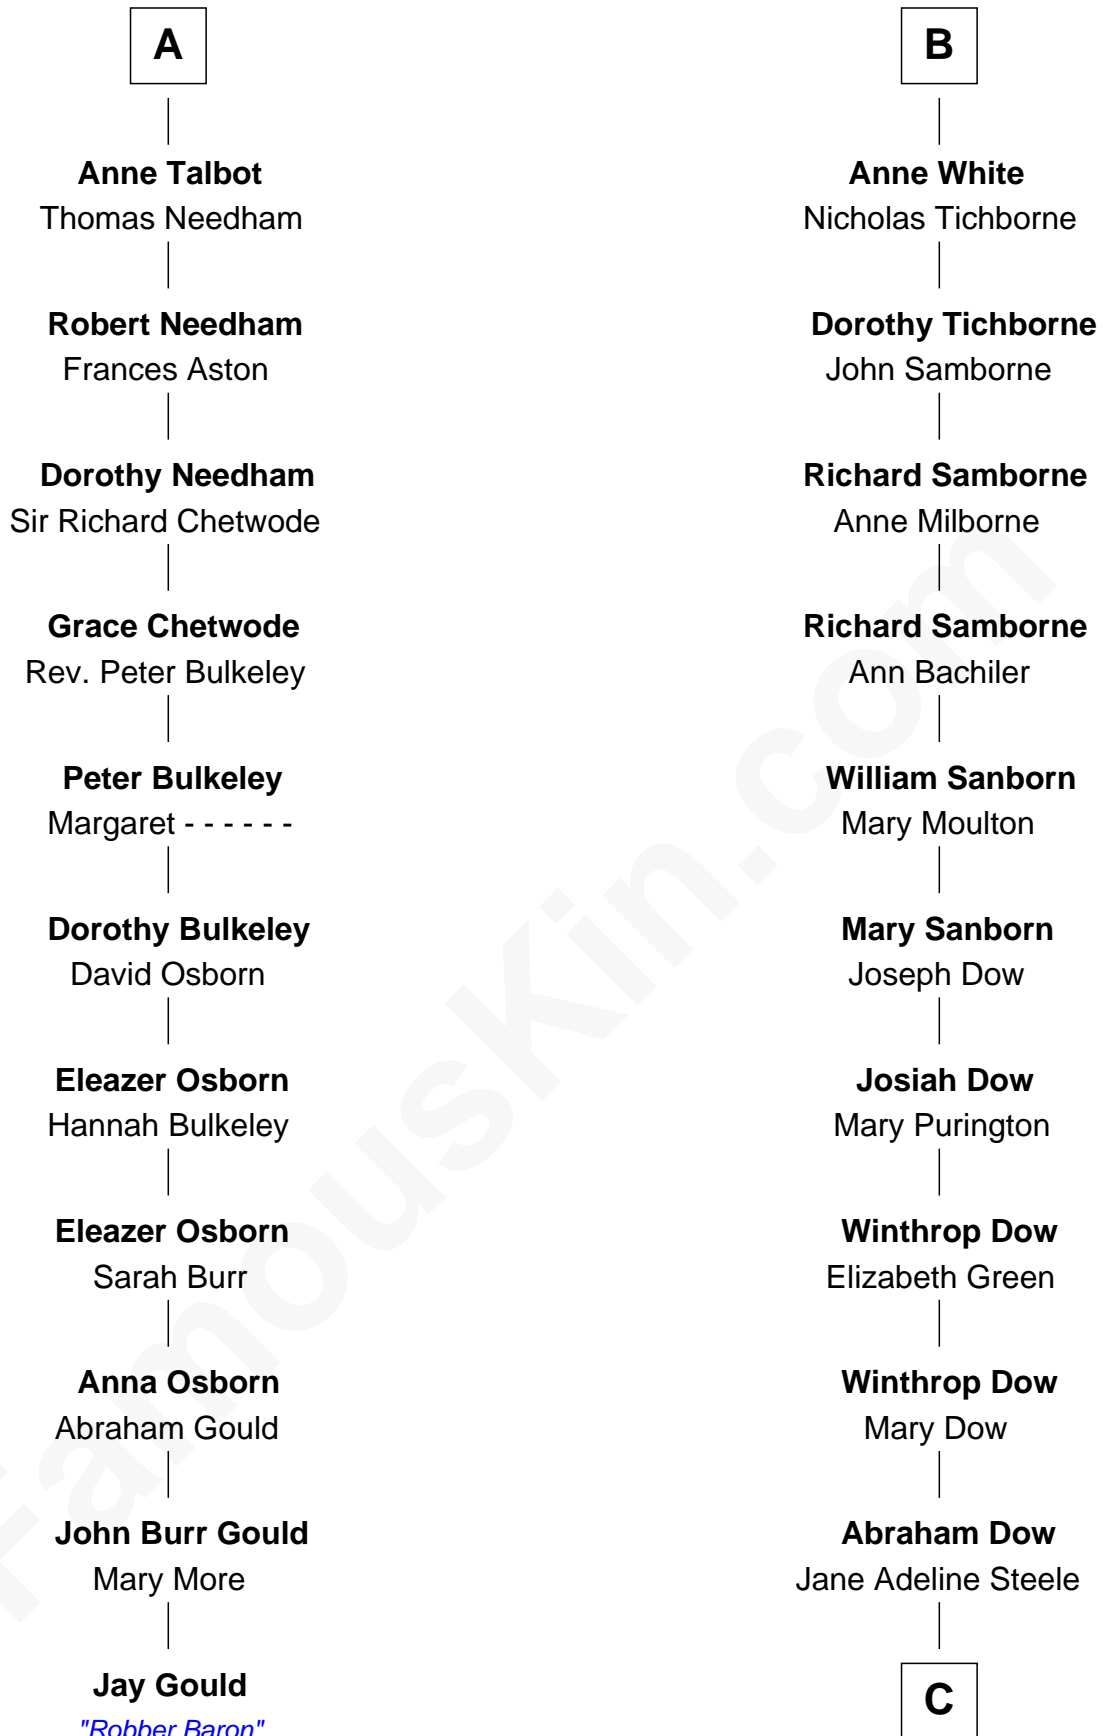 A
Anne Talbot
Thomas Needham
Robert Needham
Frances Aston
Dorothy Needham
Sir Richard Chetwode
Grace Chetwode
Rev. Peter Bulkeley
Peter Bulkeley
Margaret - - - - - -
Dorothy Bulkeley
David Osborn
Eleazer Osborn
Hannah Bulkeley
Eleazer Osborn
Sarah Burr
Anna Osborn
Abraham Gould
John Burr Gould
Mary More
Jay Gould
"Robber Baron"
B
Anne White
Nicholas Tichborne
Dorothy Tichborne
John Samborne
Richard Samborne
Anne Milborne
Richard Samborne
Ann Bachiler
William Sanborn
Mary Moulton
Mary Sanborn
Joseph Dow
Josiah Dow
Mary Purington
Winthrop Dow
Elizabeth Green
Winthrop Dow
Mary Dow
Abraham Dow
Jane Adeline Steele
C
FamousKin.com